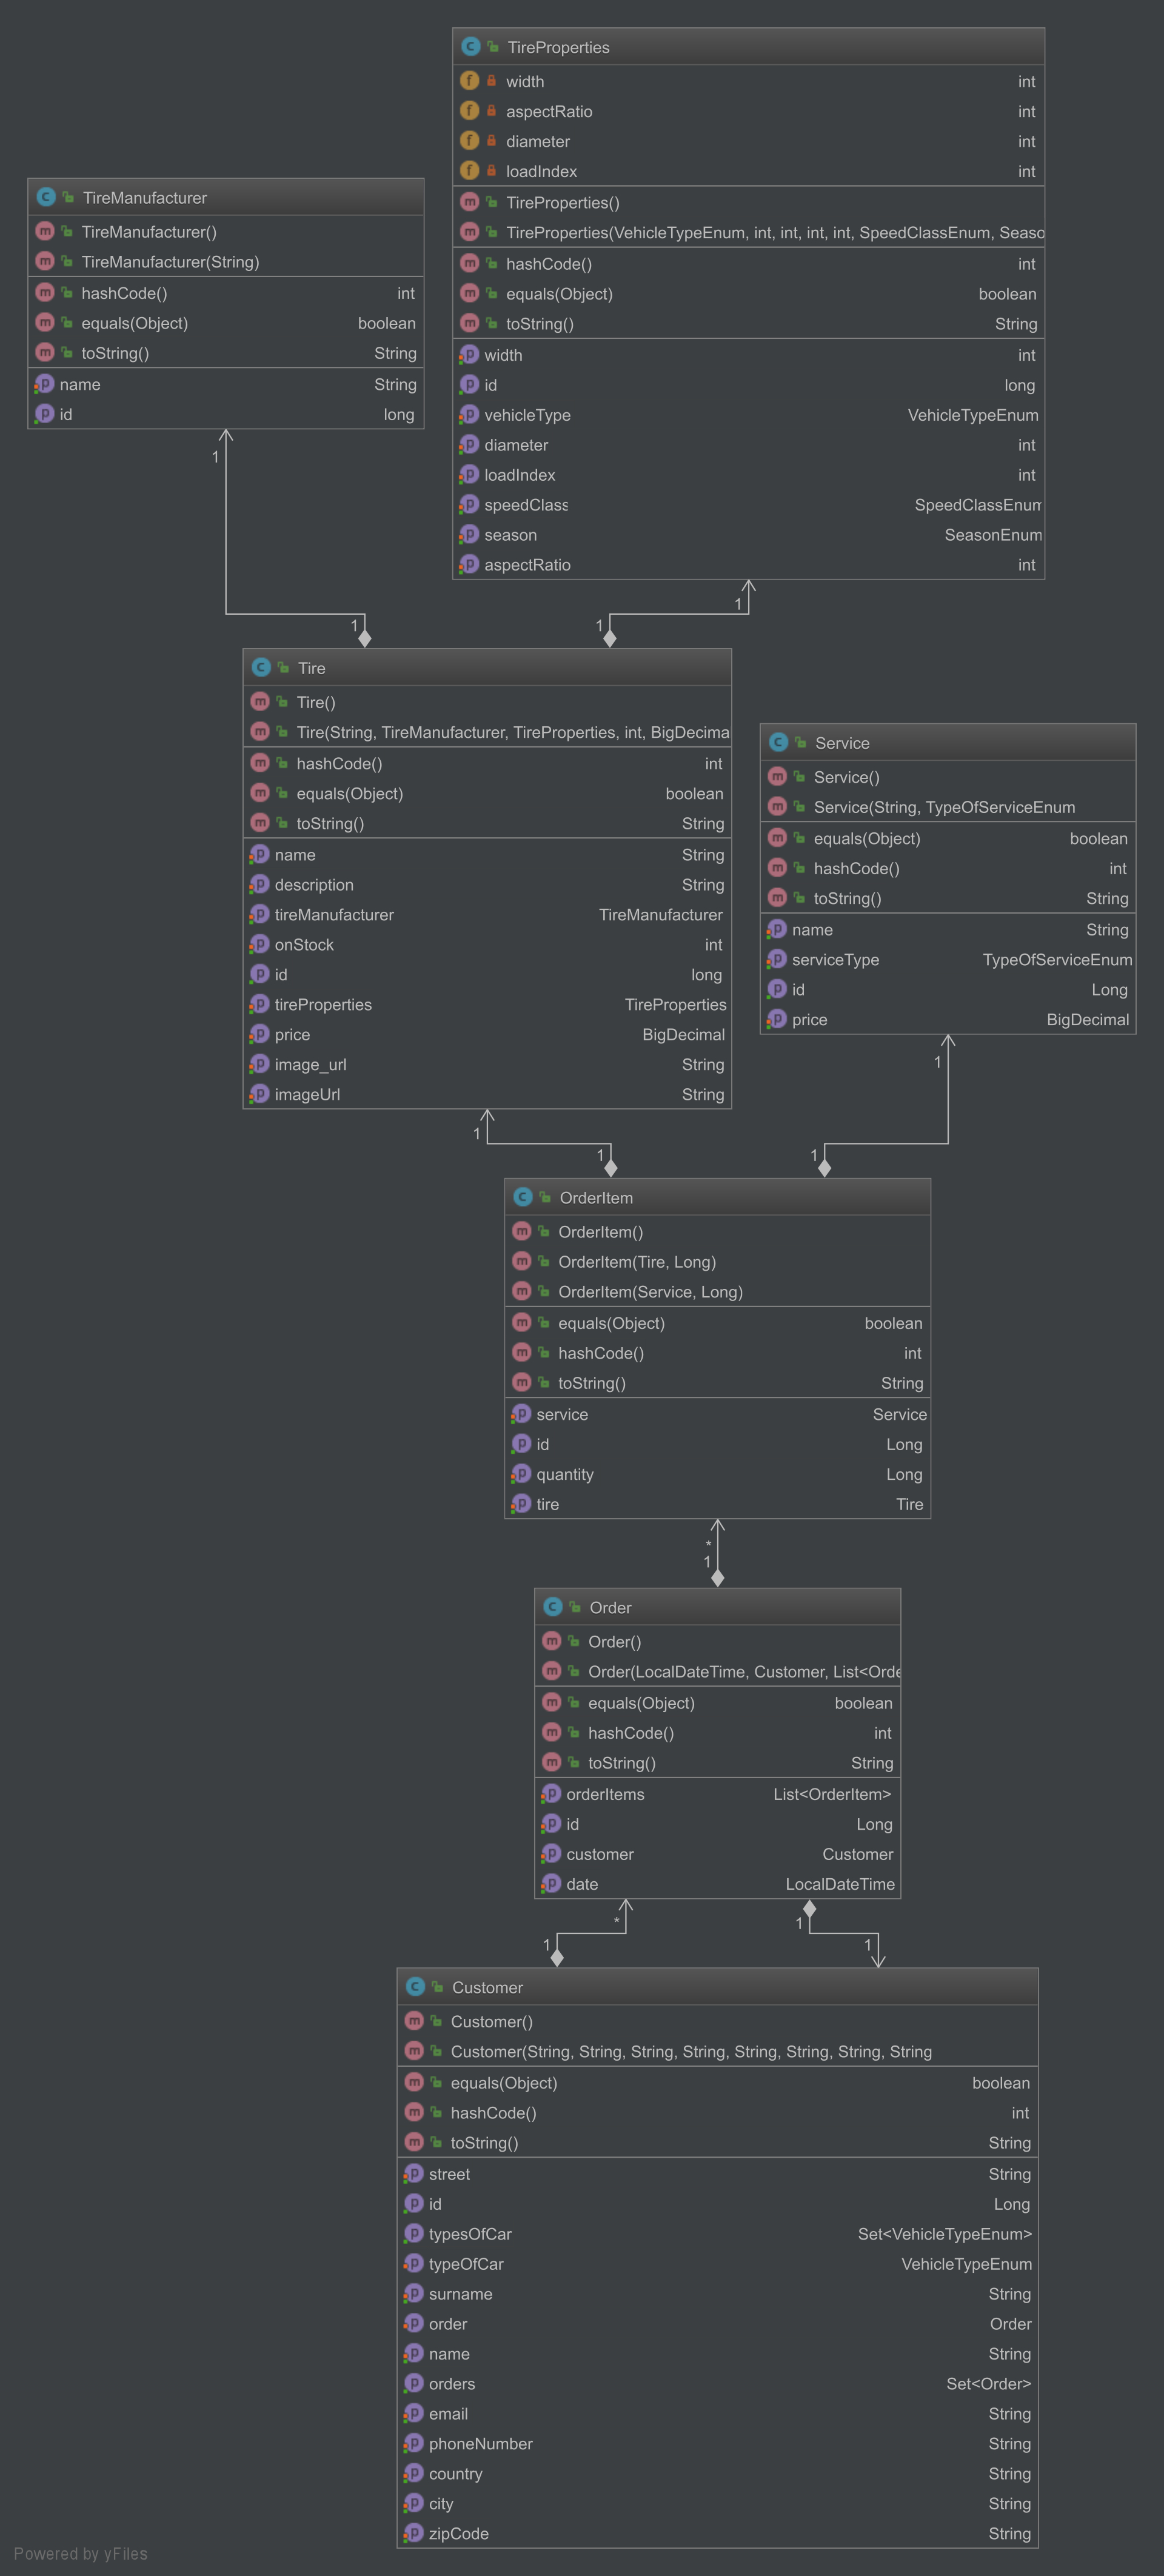 TireProperties
width int
aspectRatio int
diameter int
loadIndex int
TireProperties()
TireProperties(VehicleTypeEnum, int, int, int, int, SpeedClassEnum, Seaso
hashCode() int
equals(Object) boolean
toString() String
width int
id long
vehicleType VehicleTypeEnum
diameter int
loadIndex int
speedClass SpeedClassEnum
season SeasonEnum
aspectRatio int
TireManufacturer
TireManufacturer()
TireManufacturer(String)
hashCode() int
equals(Object) boolean
toString() String
name String
id long
1
1
1
1
Tire
Tire()
Tire(String, TireManufacturer, TireProperties, int, BigDecima
hashCode() int
equals(Object) boolean
toString() String
name String
description String
tireManufacturer TireManufacturer
onStock int
id long
tireProperties TireProperties
price BigDecimal
image_url String
imageUrl String
Service
Service()
Service(String, TypeOfServiceEnum
equals(Object) boolean
hashCode() int
toString() String
name String
serviceType TypeOfServiceEnum
id Long
price BigDecimal
1
1
1
1
OrderItem
OrderItem()
OrderItem(Tire, Long)
OrderItem(Service, Long)
equals(Object) boolean
hashCode() int
toString() String
service Service
id Long
quantity Long
tire Tire
*
1
Order
Order()
Order(LocalDateTime, Customer, List<Orde
equals(Object) boolean
hashCode() int
toString() String
orderItems List<OrderItem>
id Long
customer Customer
date LocalDateTime
*
1
1
1
Customer
Customer()
Customer(String, String, String, String, String, String, String, String
equals(Object) boolean
hashCode() int
toString() String
street String
id Long
typesOfCar Set<VehicleTypeEnum>
typeOfCar VehicleTypeEnum
surname String
order Order
name String
orders Set<Order>
email String
phoneNumber String
country String
city String
zipCode String
Powered by yFiles